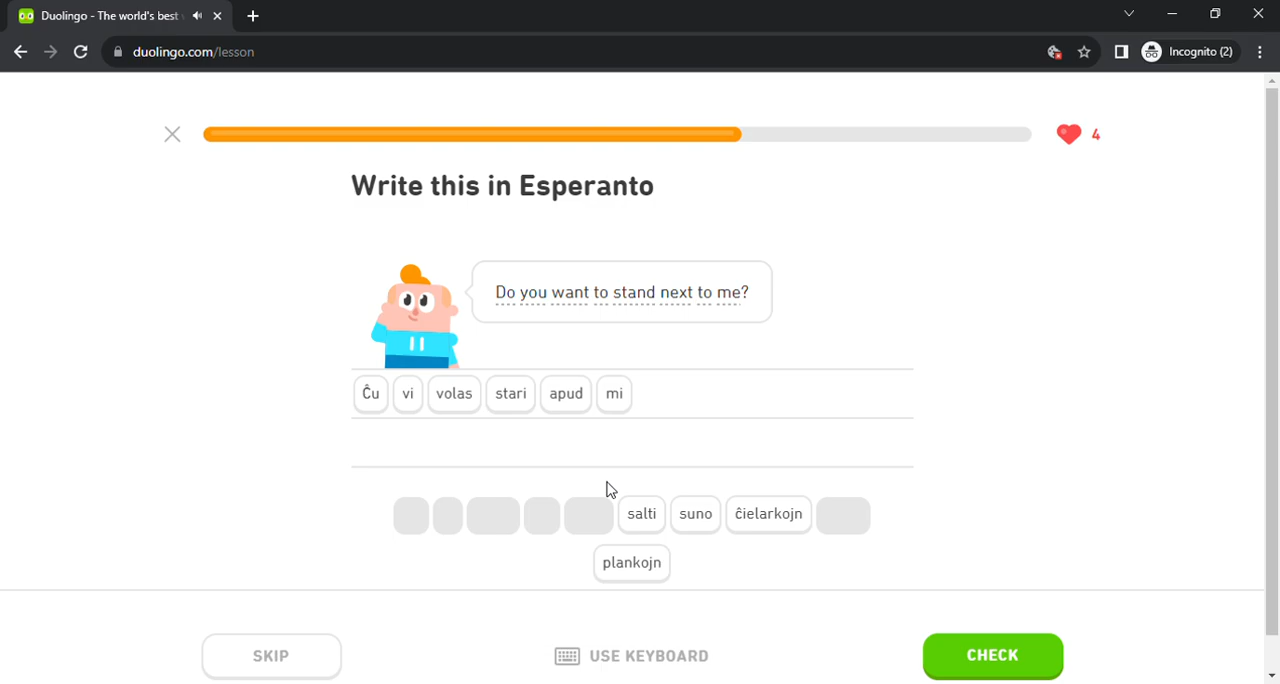 Duolingo - The world's best
duolingo.com/lesson
Incognito (2)
4
Write this in Esperanto
Do you want to stand next to me?
Ĉu vi volas stari apud mi
salti suno ĉielarkojn
plankojn
SKIP
USE KEYBOARD
CHECK